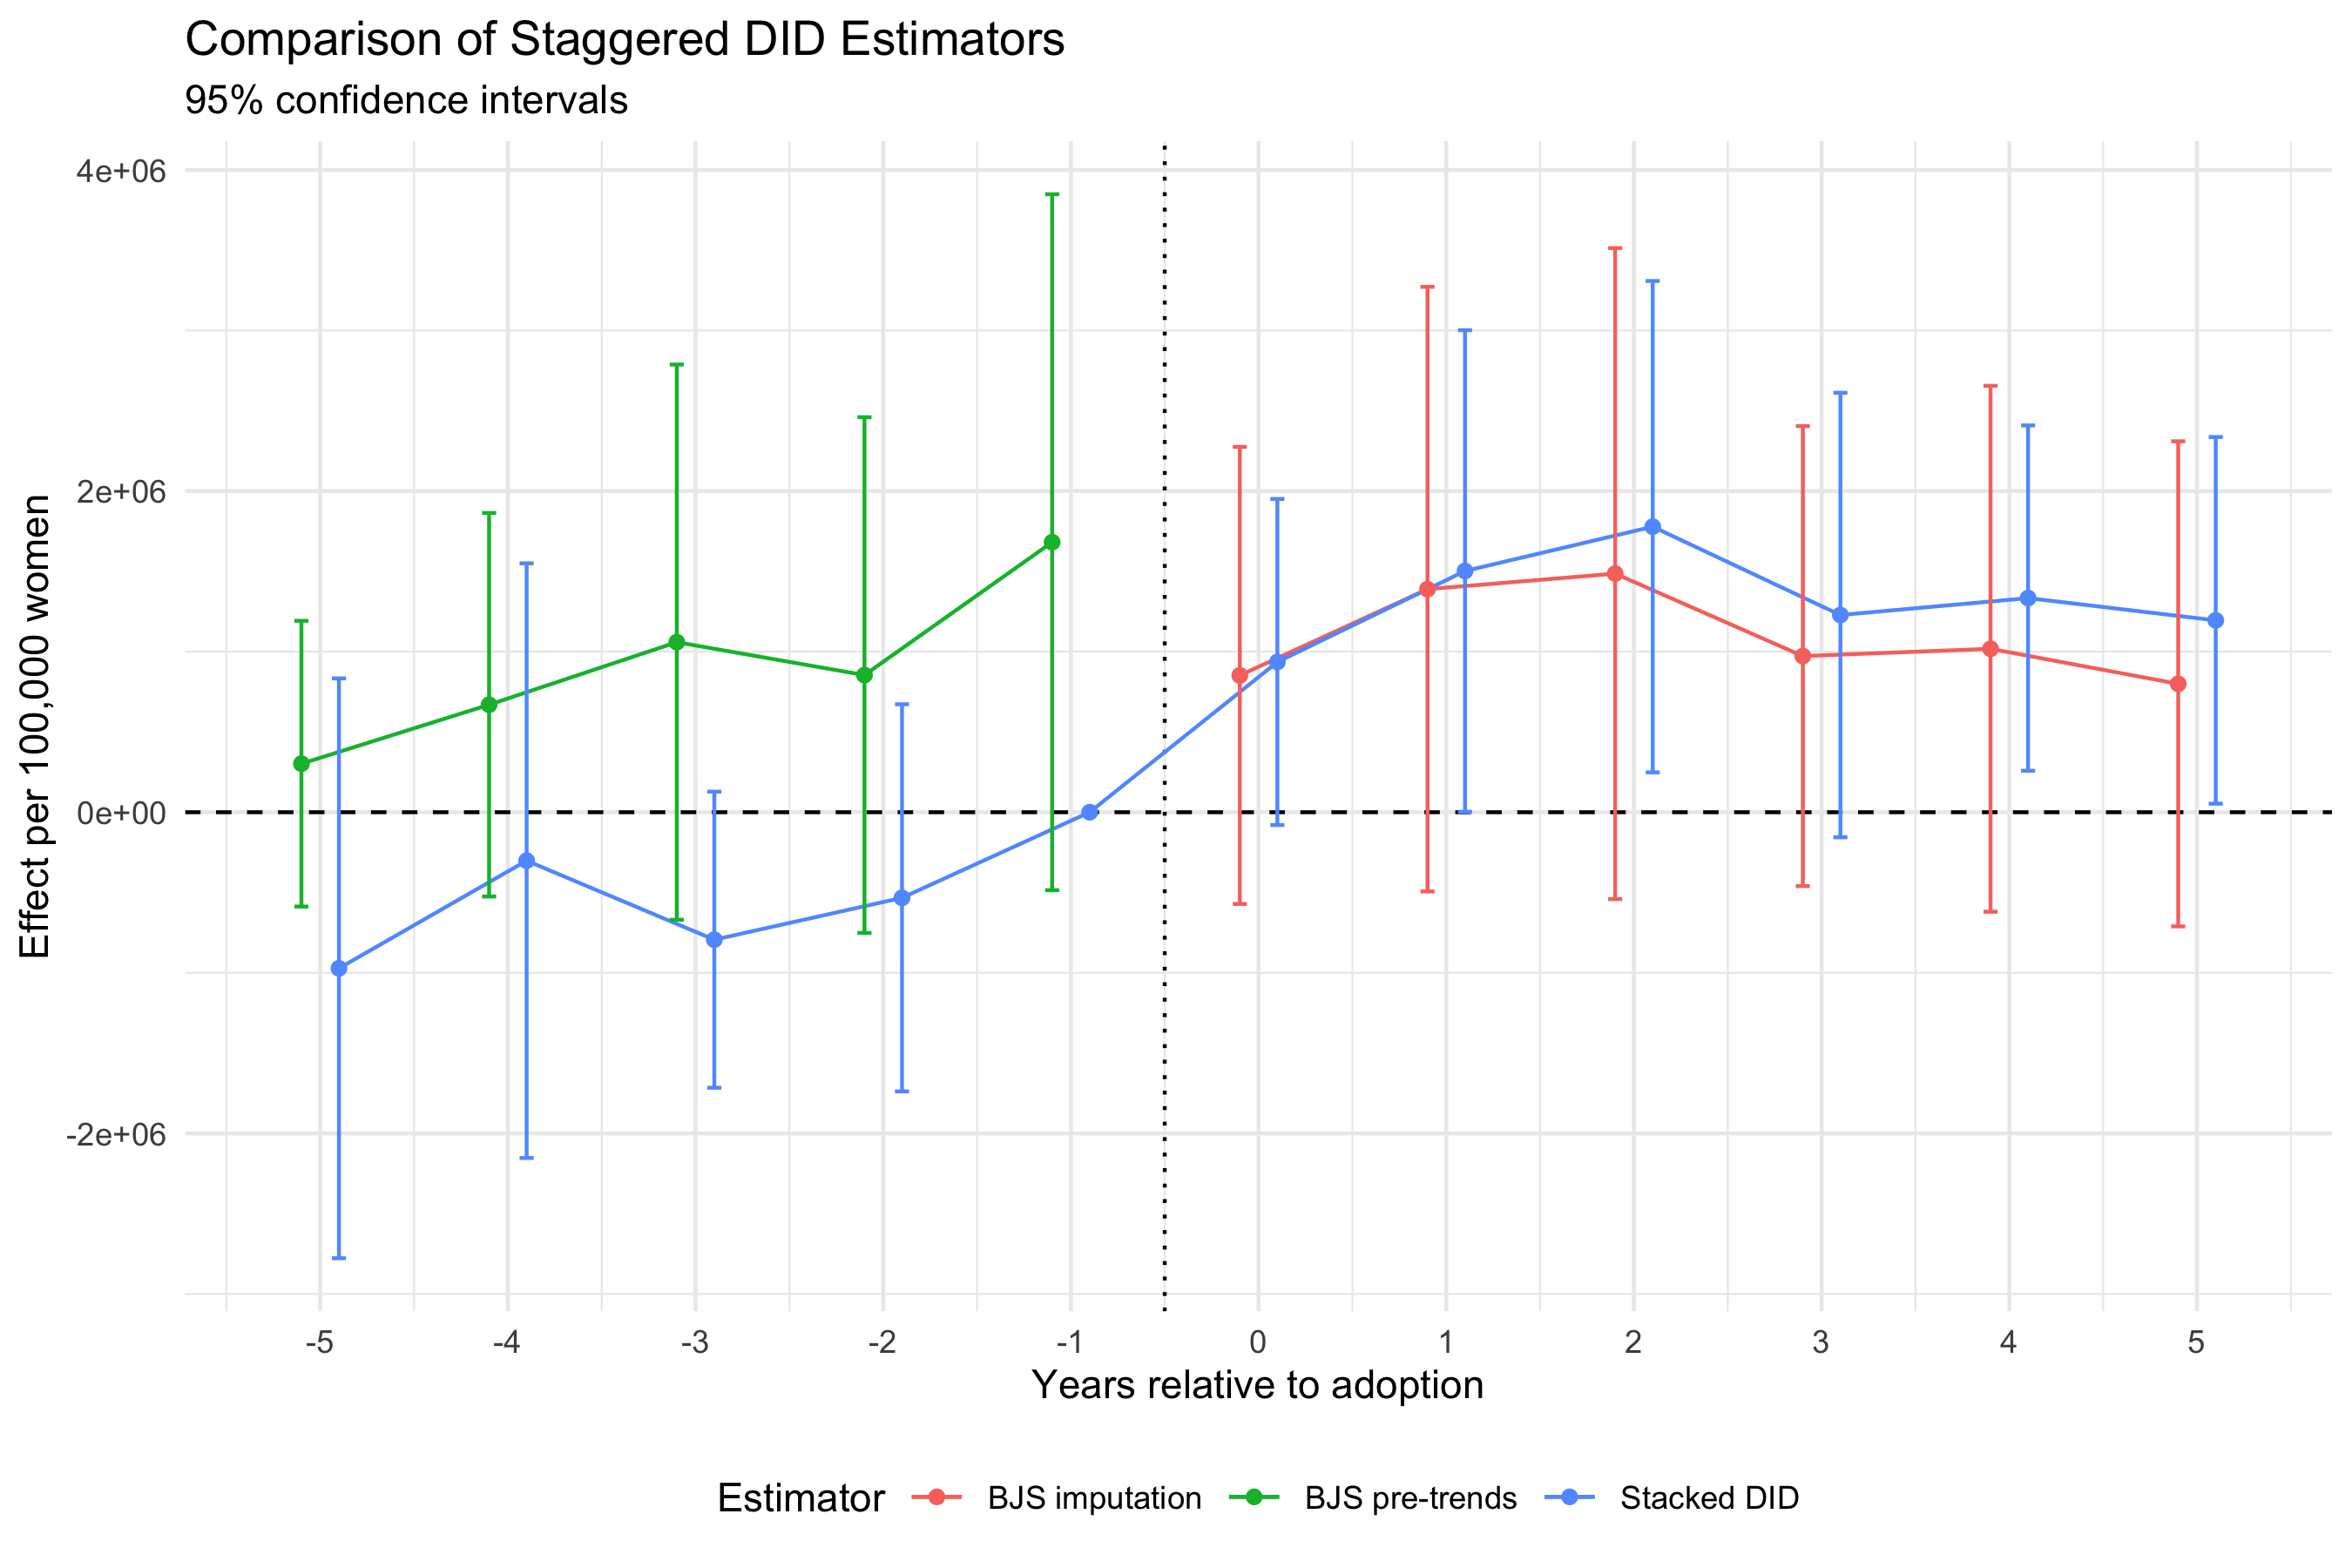 Comparison of Staggered DID Estimators
95% confidence intervals
Effect per 100,000 women
4e+06
2e+06
0e+00
-2e+06
-5 -4 -3 -2 -1 0 1 2 3 4 5
Years relative to adoption
Estimator BJS imputation BJS pre-trends Stacked DID